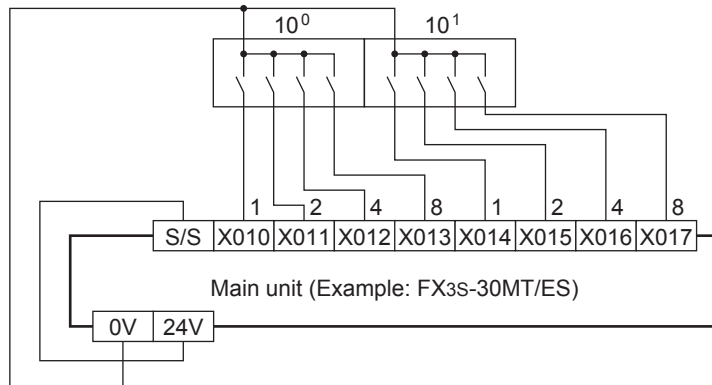 10⁰ 10¹
1 2 4 8 1 2 4 8
S/S X010 X011 X012 X013 X014 X015 X016 X017
Main unit (Example: FX3S-30MT/ES)
0V 24V